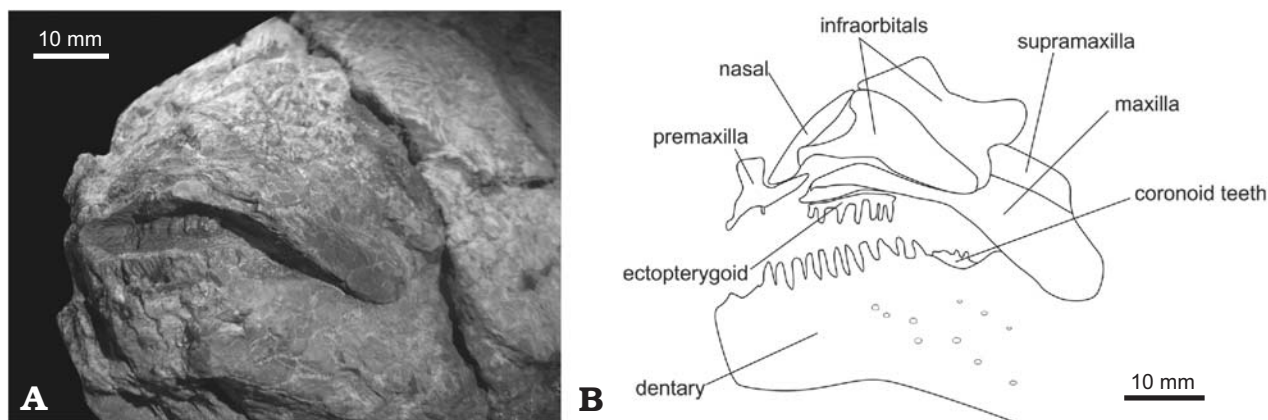 10 mm
A
infraorbitals
supramaxilla
nasal
maxilla
premaxilla
coronoid teeth
ectopterygoid
dentary
10 mm
B